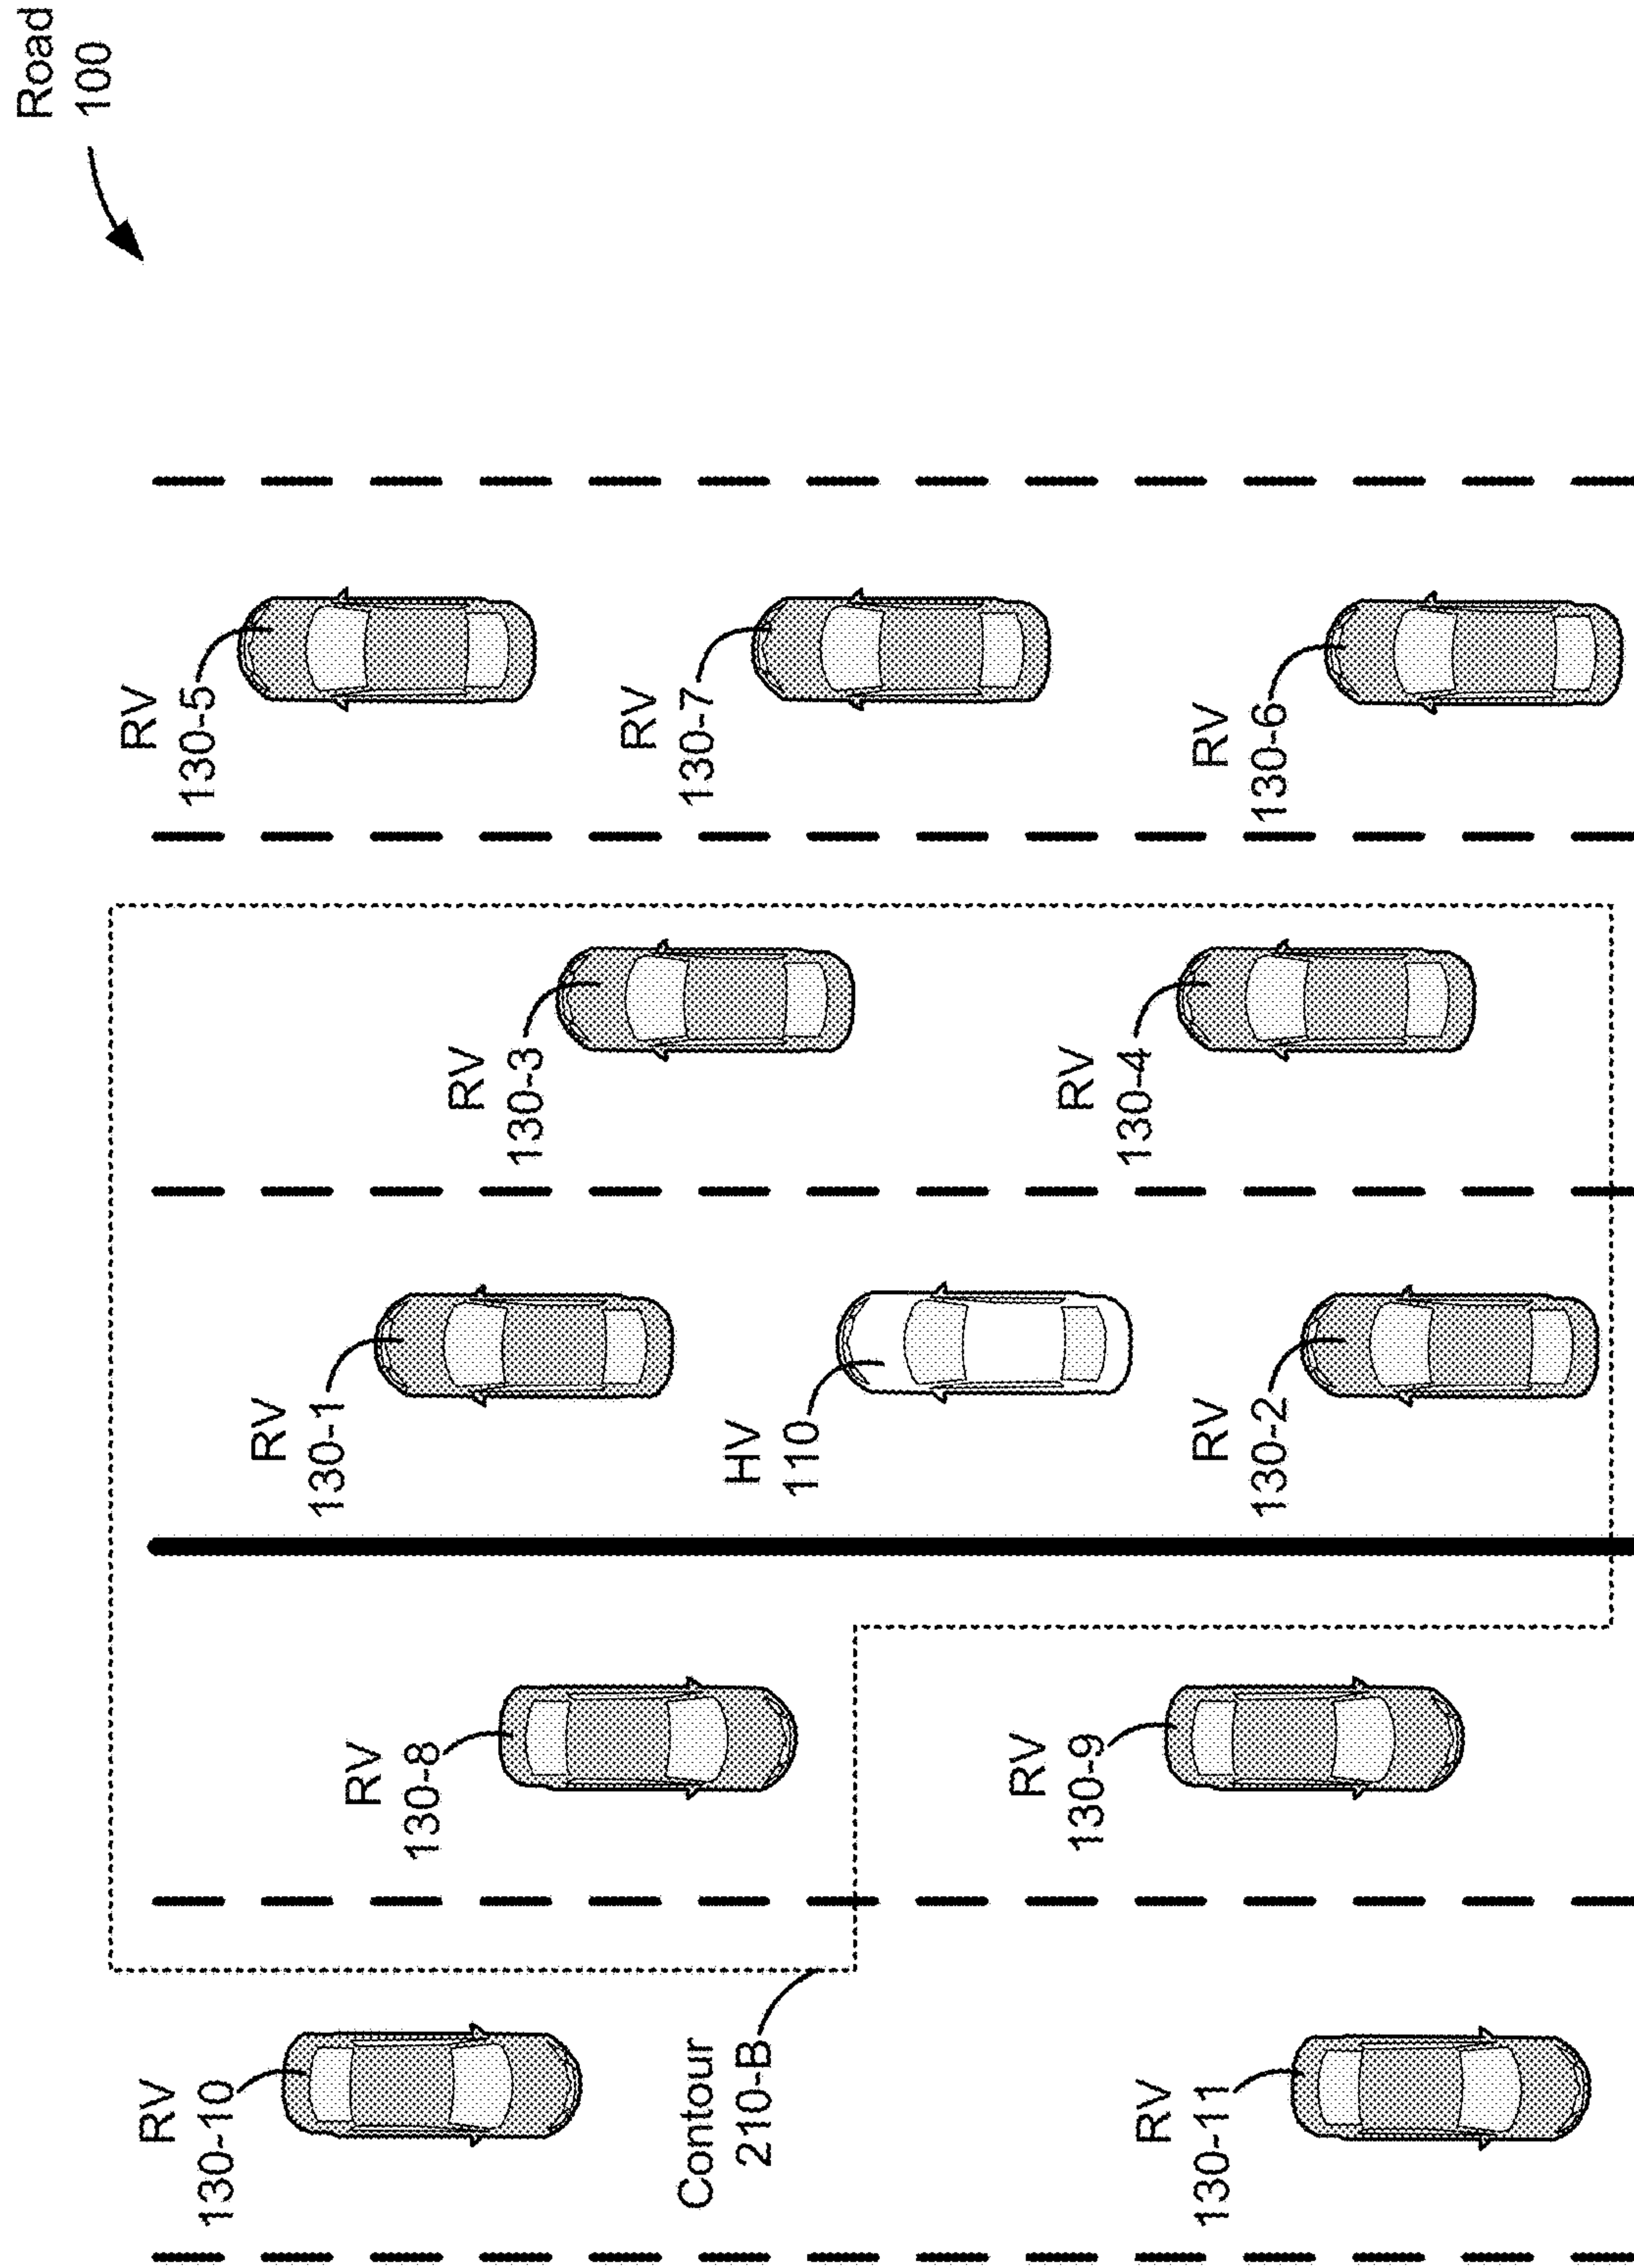 Road
100
RV
130-5
RV
130-7
RV
130-6
RV
130-3
RV
130-4
RV
130-1
HV
110
RV
130-2
RV
130-8
RV
130-9
RV
130-10
Contour
210-B
RV
130-11